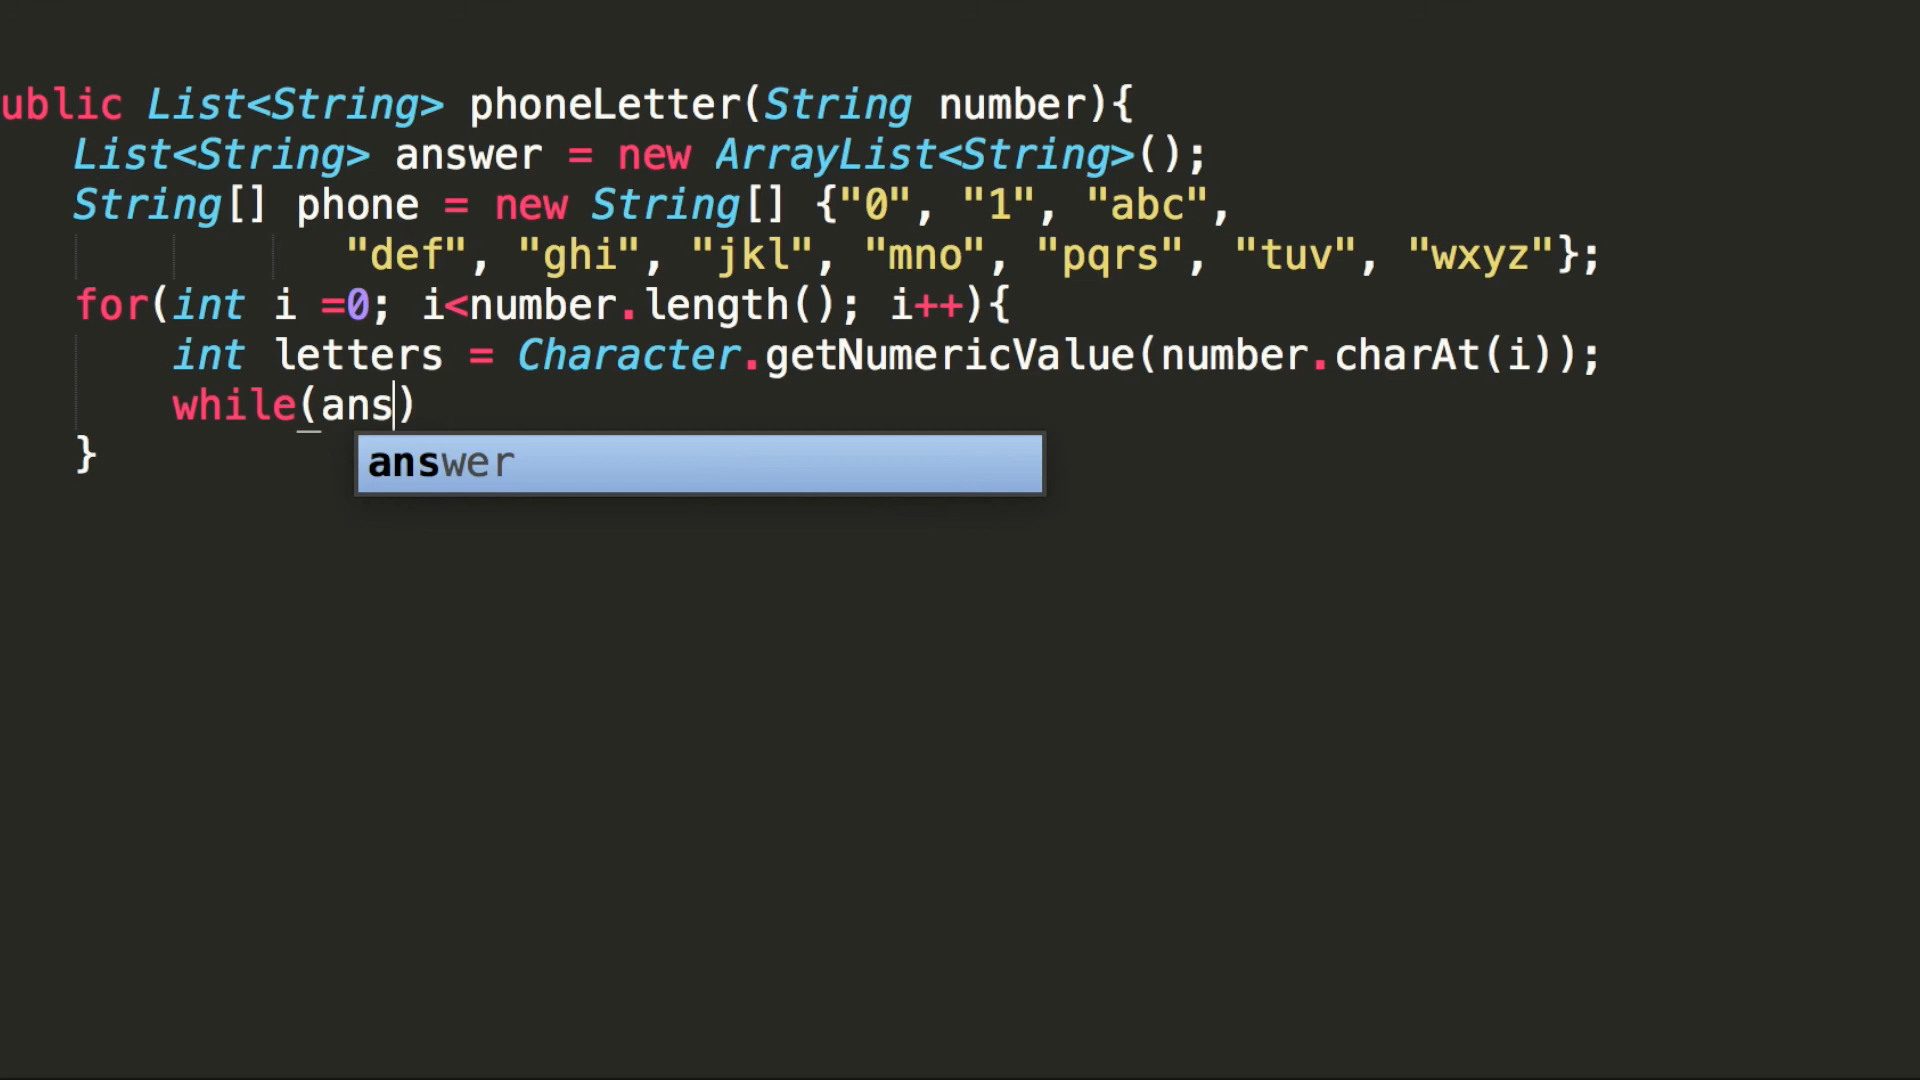 ublic List<String> phoneLetter(String number){
List<String> answer = new ArrayList<String>();
String[] phone = new String[] {"0", "1", "abc",
"def", "ghi", "jkl", "mno", "pqrs", "tuv", "wxyz"};
for(int i =0; i<number.length(); i++){
int letters = Character.getNumericValue(number.charAt(i));
while(ans)
}
answer